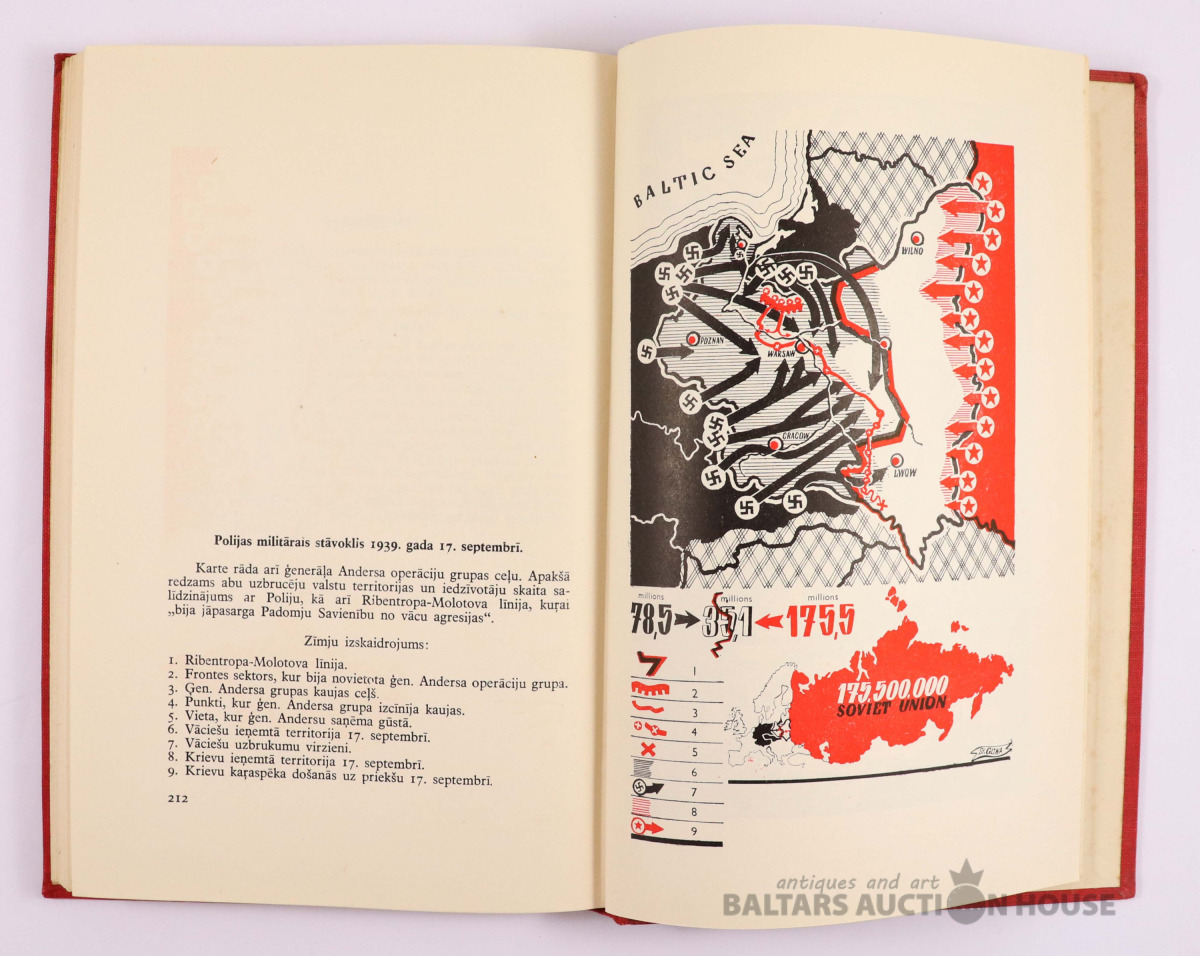 Polijas militārais stāvoklis 1939. gada 17. septembrī.
Karte rāda arī ģenerāļa Andersa operāciju grupas ceļu. Apakšā
redzams abu uzbrucēju valstu territorijas un iedzīvotāju skaita sa-
līdzinājums ar Poliju, kā arī Ribentropa-Molotova līnija, kuŗai
„bija jāpasarga Padomju Savienību no vācu agresijas“.
Zīmju izskaidrojums:
1. Ribentropa-Molotova līnija.
2. Frontes sektors, kur bija novietota ģen. Andersa operāciju grupa.
3. Ģen. Andersa grupas kaujas ceļš.
4. Punkti, kur ģen. Andersa grupa izcīnīja kaujas.
5. Vieta, kur ģen. Andersu saņēma gūstā.
6. Vāciešu ieņemtā territorija 17. septembrī.
7. Vāciešu uzbrukumu virzieni.
8. Krievu ieņemtā territorija 17. septembrī.
9. Krievu kaŗaspēka došanās uz priekšu 17. septembrī.
212
BALTIC SEA
WILNO
POZNAN
WARSAW
CRACOW
LWOW
millions millions millions
78,5 35,1 175,5
1
2
3
4
5
6
7
8
9
175,500,000
SOVIET UNION
antiques and art
BALTARS AUCTION HOUSE